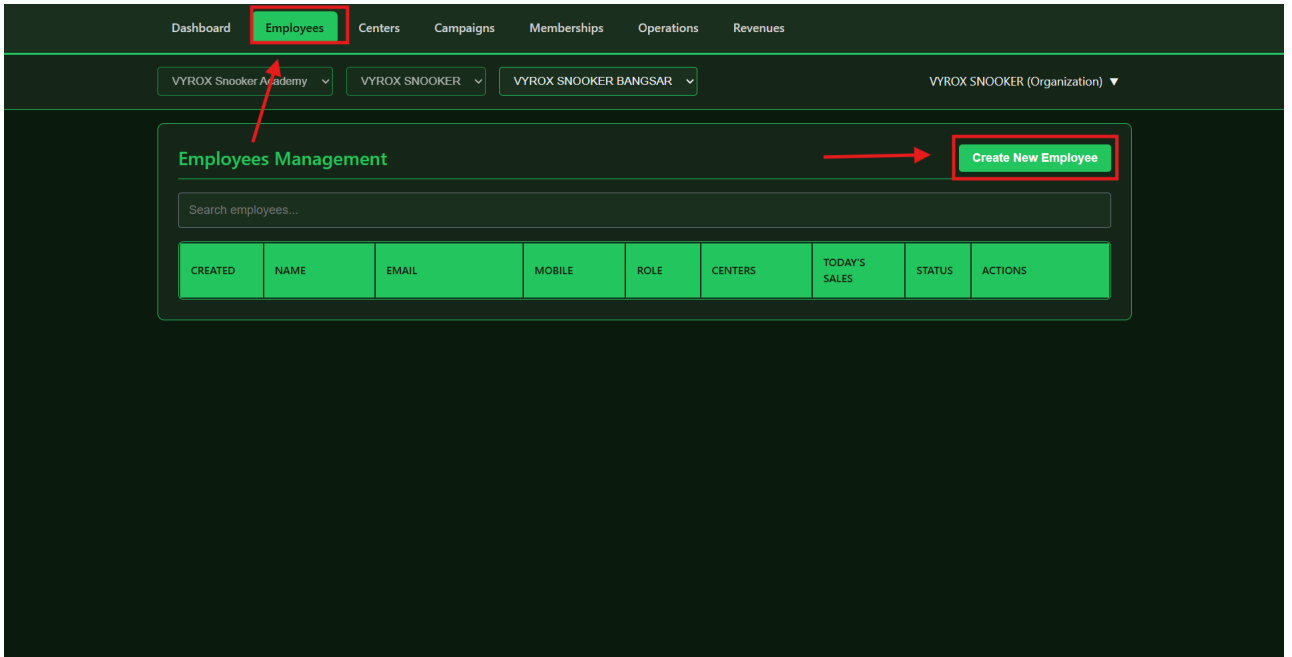 Dashboard Employees Centers Campaigns Memberships Operations Revenues
VYROX Snooker Academy VYROX SNOOKER VYROX SNOOKER BANGSAR VYROX SNOOKER (Organization) ▼
Employees Management Create New Employee
Search employees...
CREATED NAME EMAIL MOBILE ROLE CENTERS TODAY'S SALES STATUS ACTIONS